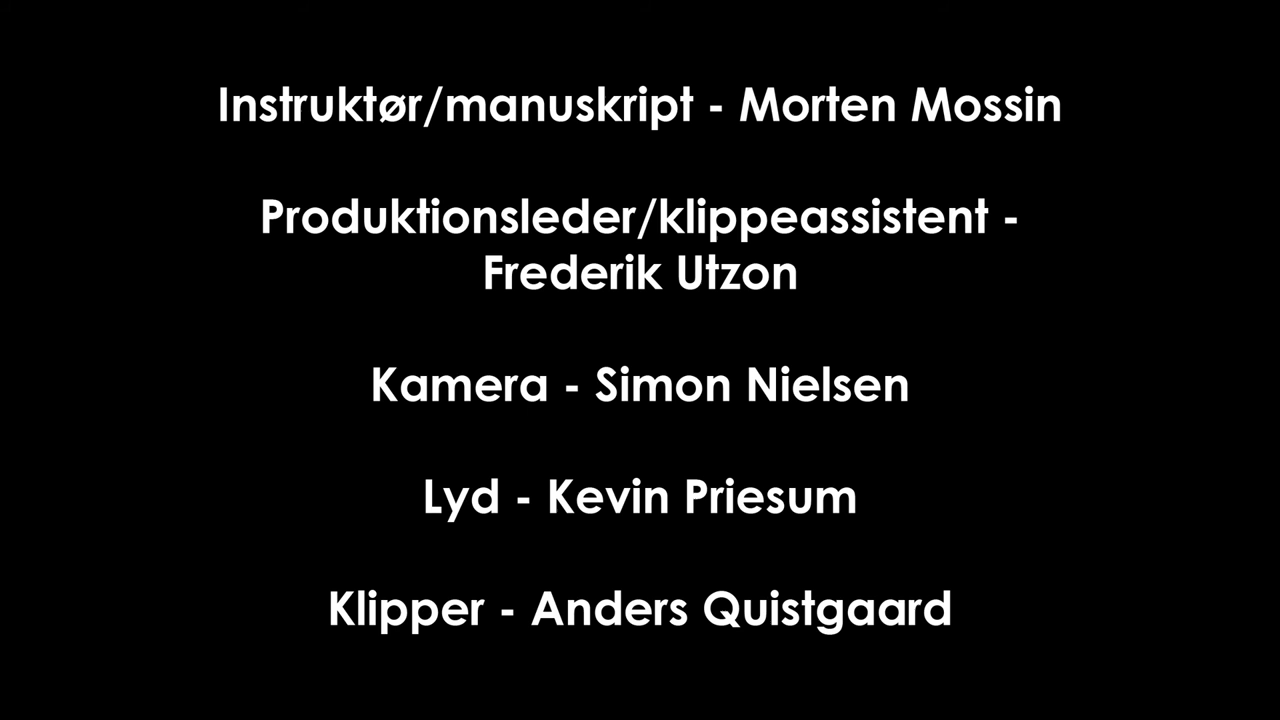 Instruktør/manuskript - Morten Mossin
Produktionsleder/klippeassistent -
Frederik Utzon
Kamera - Simon Nielsen
Lyd - Kevin Priesum
Klipper - Anders Quistgaard